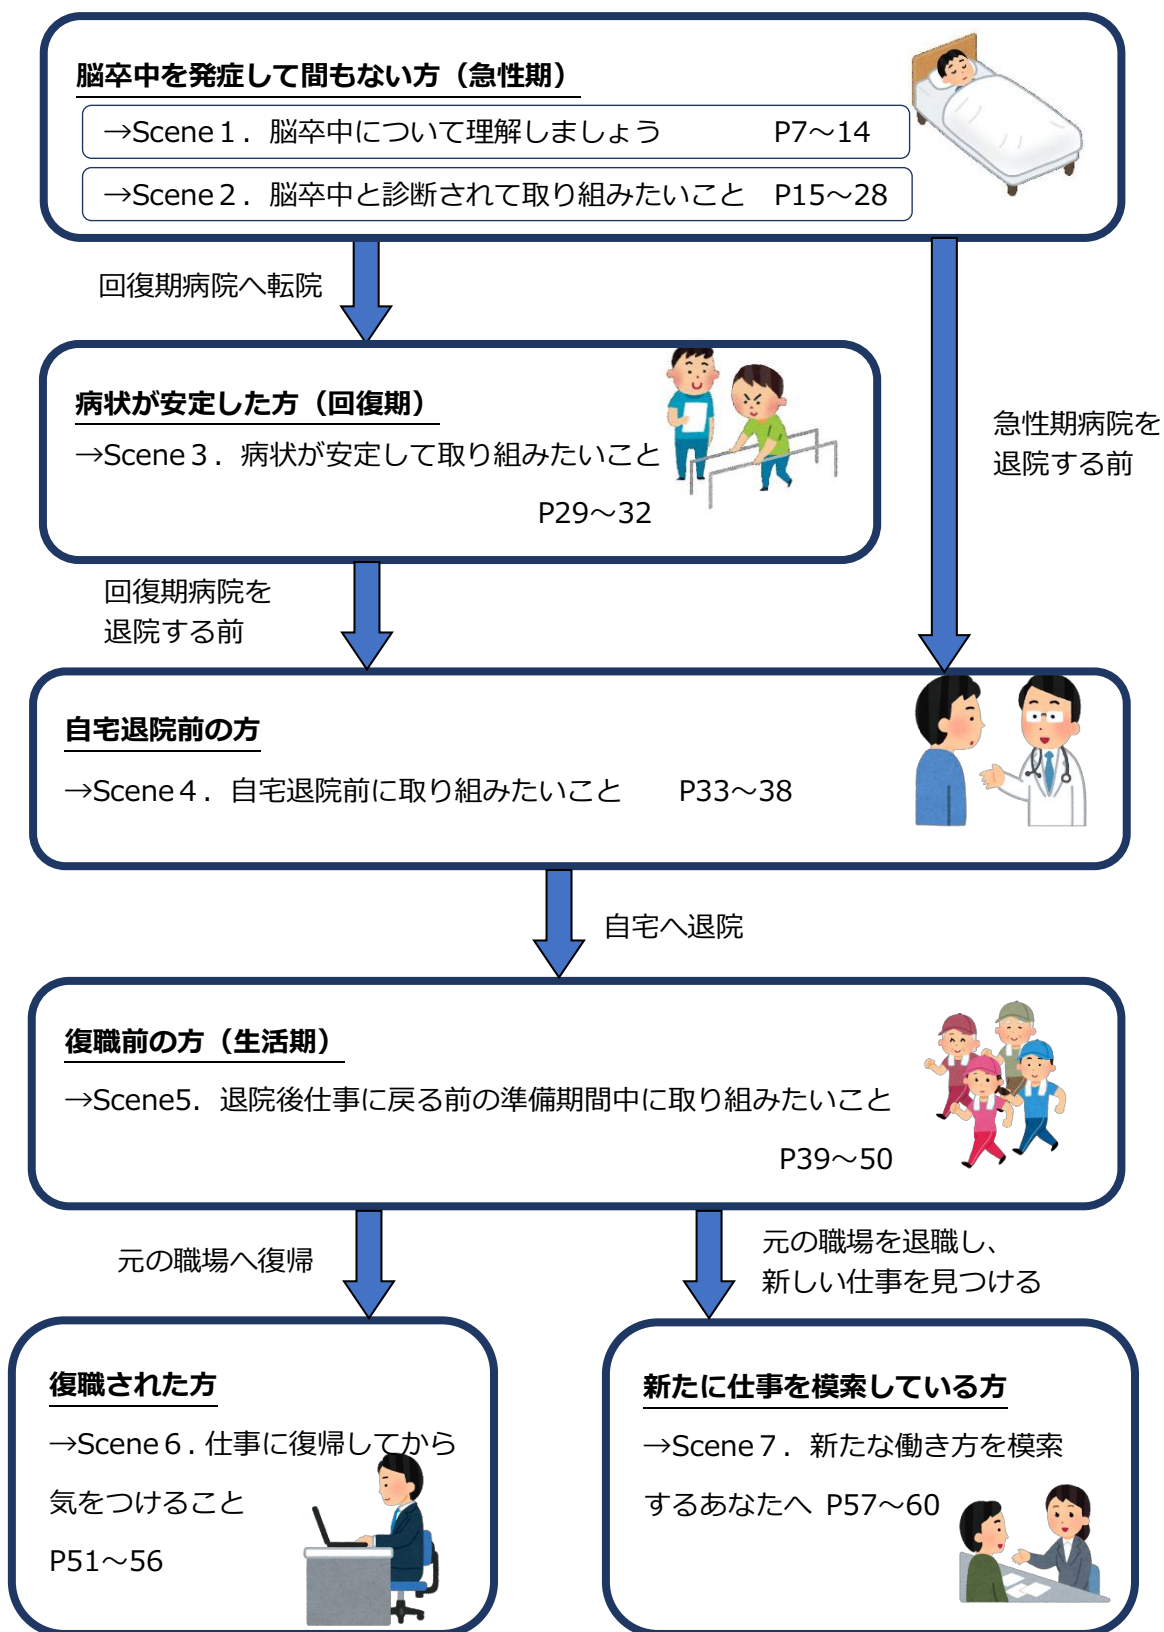 脳卒中を発症して間もない方（急性期）
→Scene１．脳卒中について理解しましょう　P7～14
→Scene２．脳卒中と診断されて取り組みたいこと　P15～28
回復期病院へ転院
病状が安定した方（回復期）
→Scene３．病状が安定して取り組みたいこと
P29～32
急性期病院を
退院する前
回復期病院を
退院する前
自宅退院前の方
→Scene４．自宅退院前に取り組みたいこと　P33～38
自宅へ退院
復職前の方（生活期）
→Scene5．退院後仕事に戻る前の準備期間中に取り組みたいこと
P39～50
元の職場へ復帰
元の職場を退職し、
新しい仕事を見つける
復職された方
→Scene６．仕事に復帰してから
気をつけること
P51～56
新たに仕事を模索している方
→Scene７．新たな働き方を模索
するあなたへ P57～60